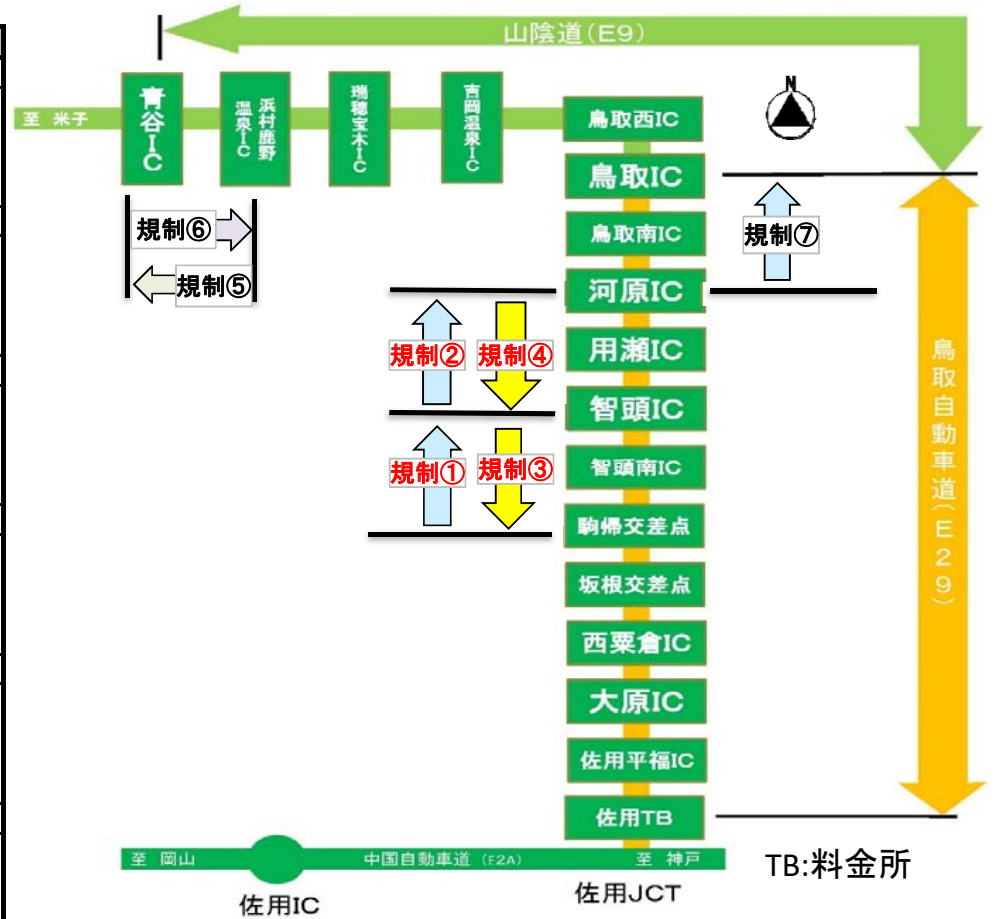 山陰道(E9)
N
至 米子
青谷IC
浜村鹿野
温泉IC
瑞穂宝木IC
吉岡温泉IC
鳥取西IC
鳥取IC
規制⑥
規制⑤
鳥取南IC
規制⑦
河原IC
規制②
規制④
用瀬IC
智頭IC
規制①
規制③
智頭南IC
駒帰交差点
坂根交差点
西粟倉IC
大原IC
佐用平福IC
佐用TB
鳥取自動車道(E29)
至 岡山
中国自動車道 (E2A)
至 神戸
TB:料金所
佐用IC
佐用JCT